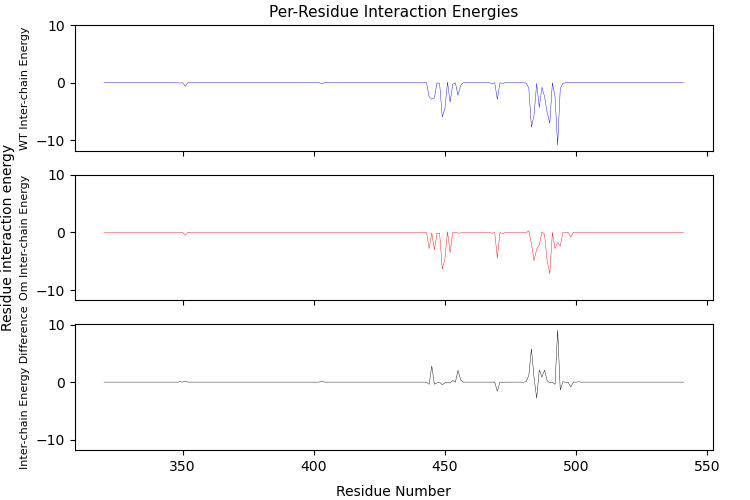 Per-Residue Interaction Energies
Residue interaction energy
WT Inter-chain Energy
10
0
−10
Om Inter-chain Energy
10
0
−10
Inter-chain Energy Difference
10
0
−10
350
400
450
500
550
Residue Number